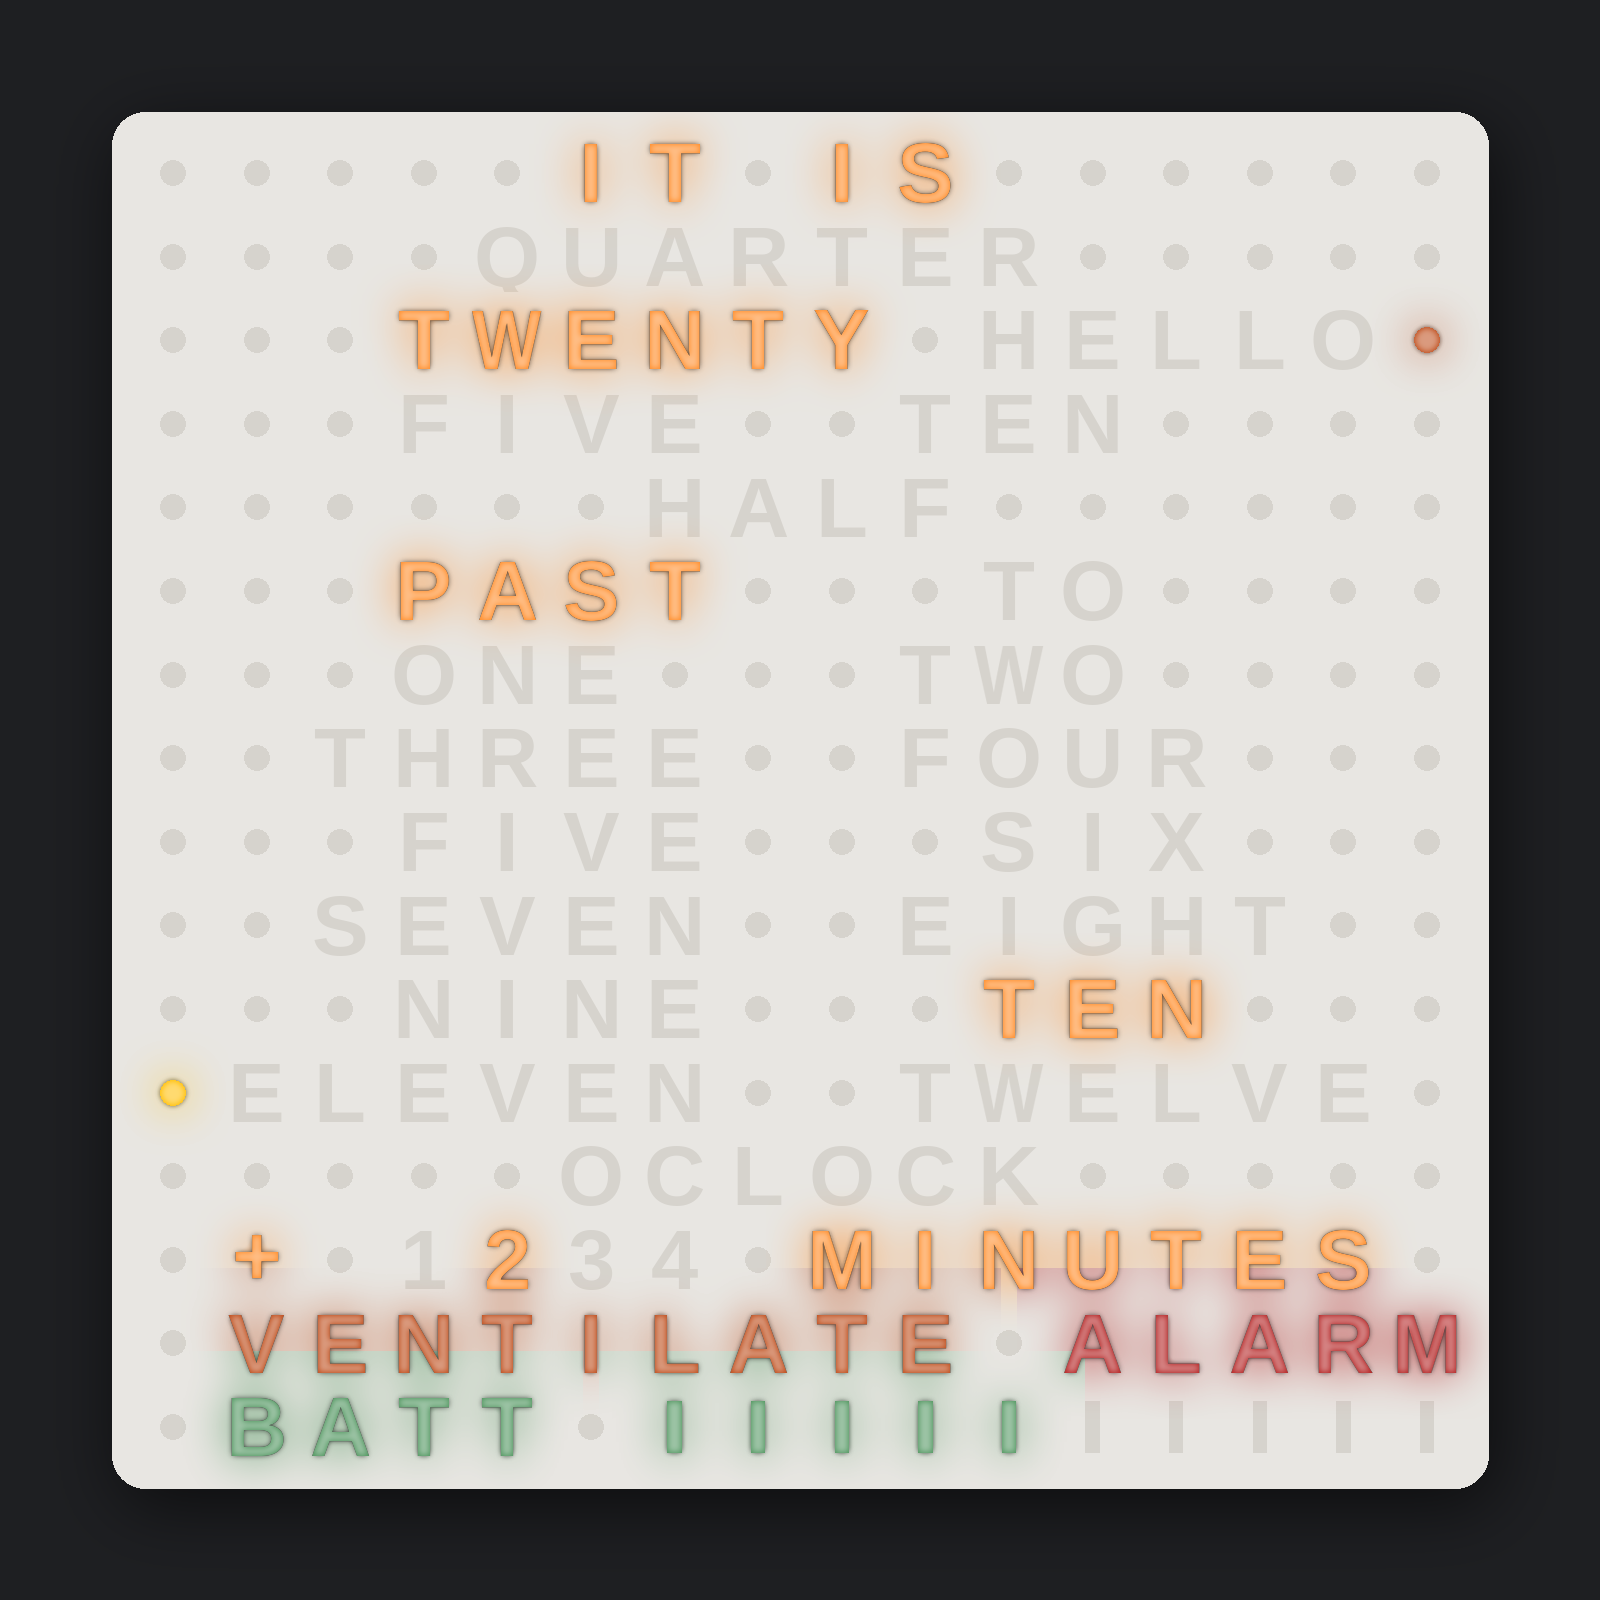 IT IS
QUARTER
TWENTY HELLO
FIVE TEN
HALF
PAST TO
ONE TWO
THREE FOUR
FIVE SIX
SEVEN EIGHT
NINE TEN
ELEVEN TWELVE
OCLOCK
+ 1 2 3 4 MINUTES
VENTILATE ALARM
BATT I I I I I I I I I I